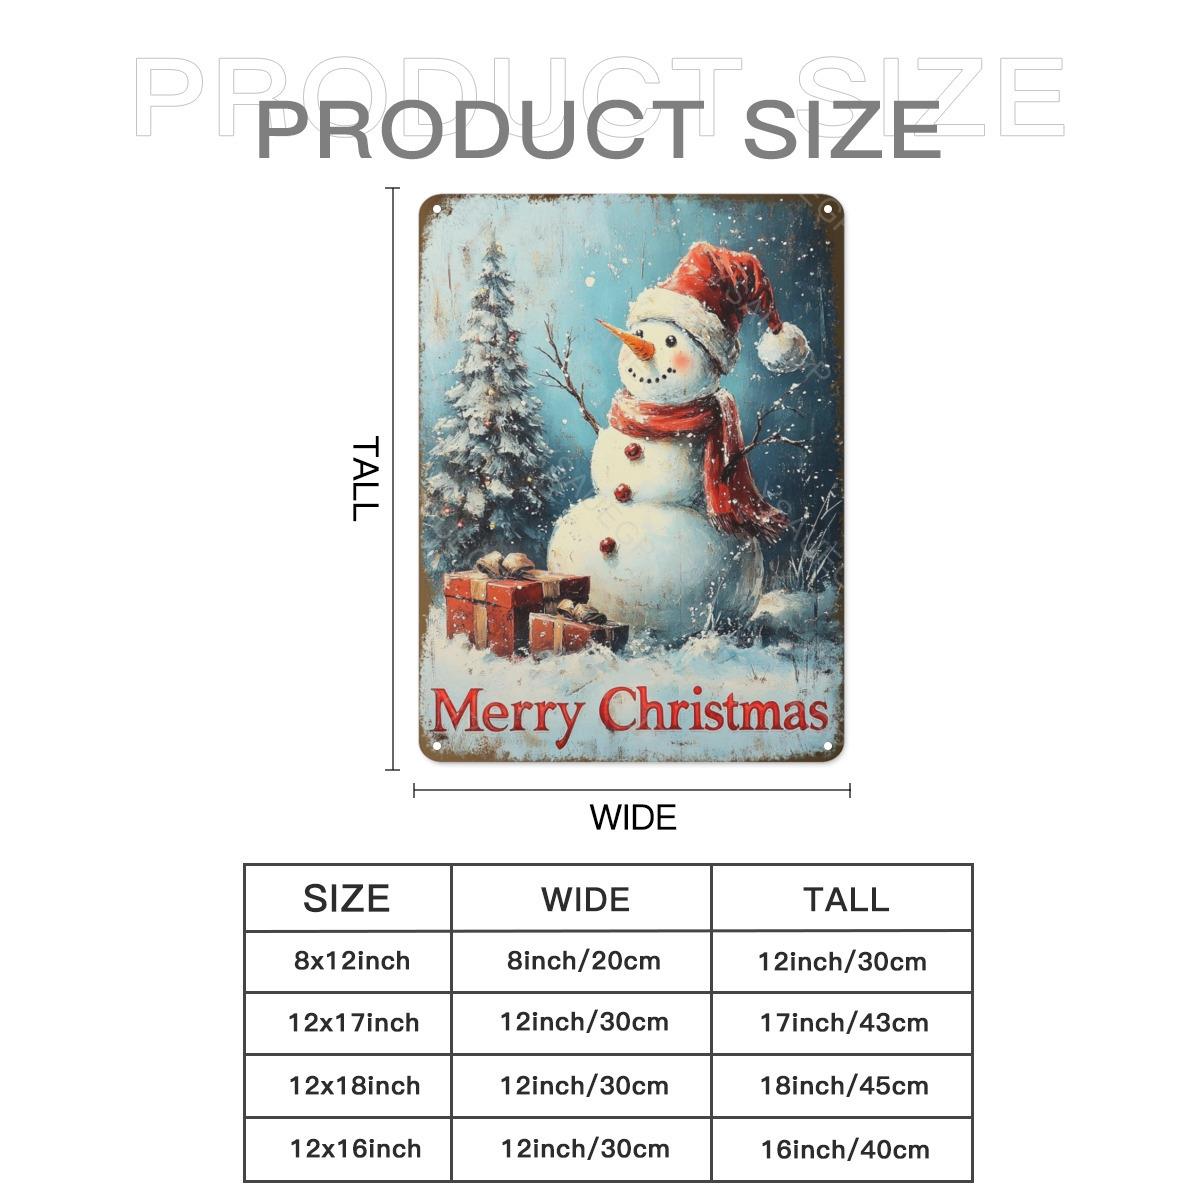 PRODUCT SIZE
PRODUCT SIZE
TALL
Merry Christmas
WIDE
SIZE WIDE TALL
8x12inch 8inch/20cm 12inch/30cm
12x17inch 12inch/30cm 17inch/43cm
12x18inch 12inch/30cm 18inch/45cm
12x16inch 12inch/30cm 16inch/40cm